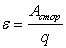 ε = A_стор / q